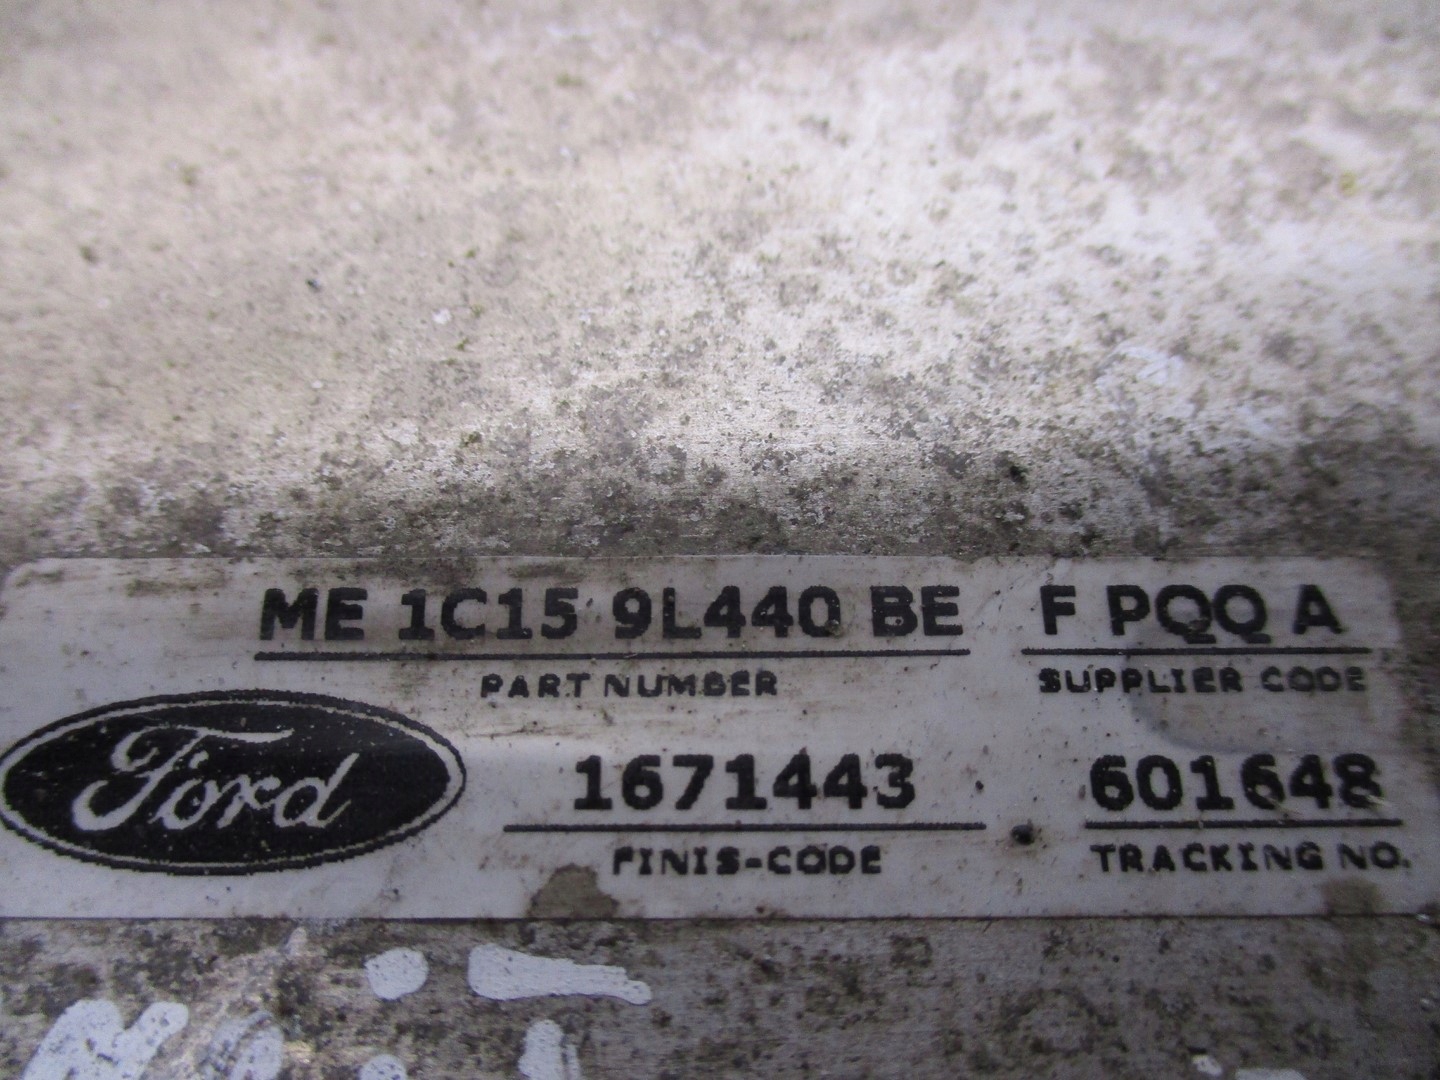 ME 1C15 9L440 BE F PQQ A
PART NUMBER SUPPLIER CODE
Ford
1671443 601648
FINIS-CODE TRACKING NO.